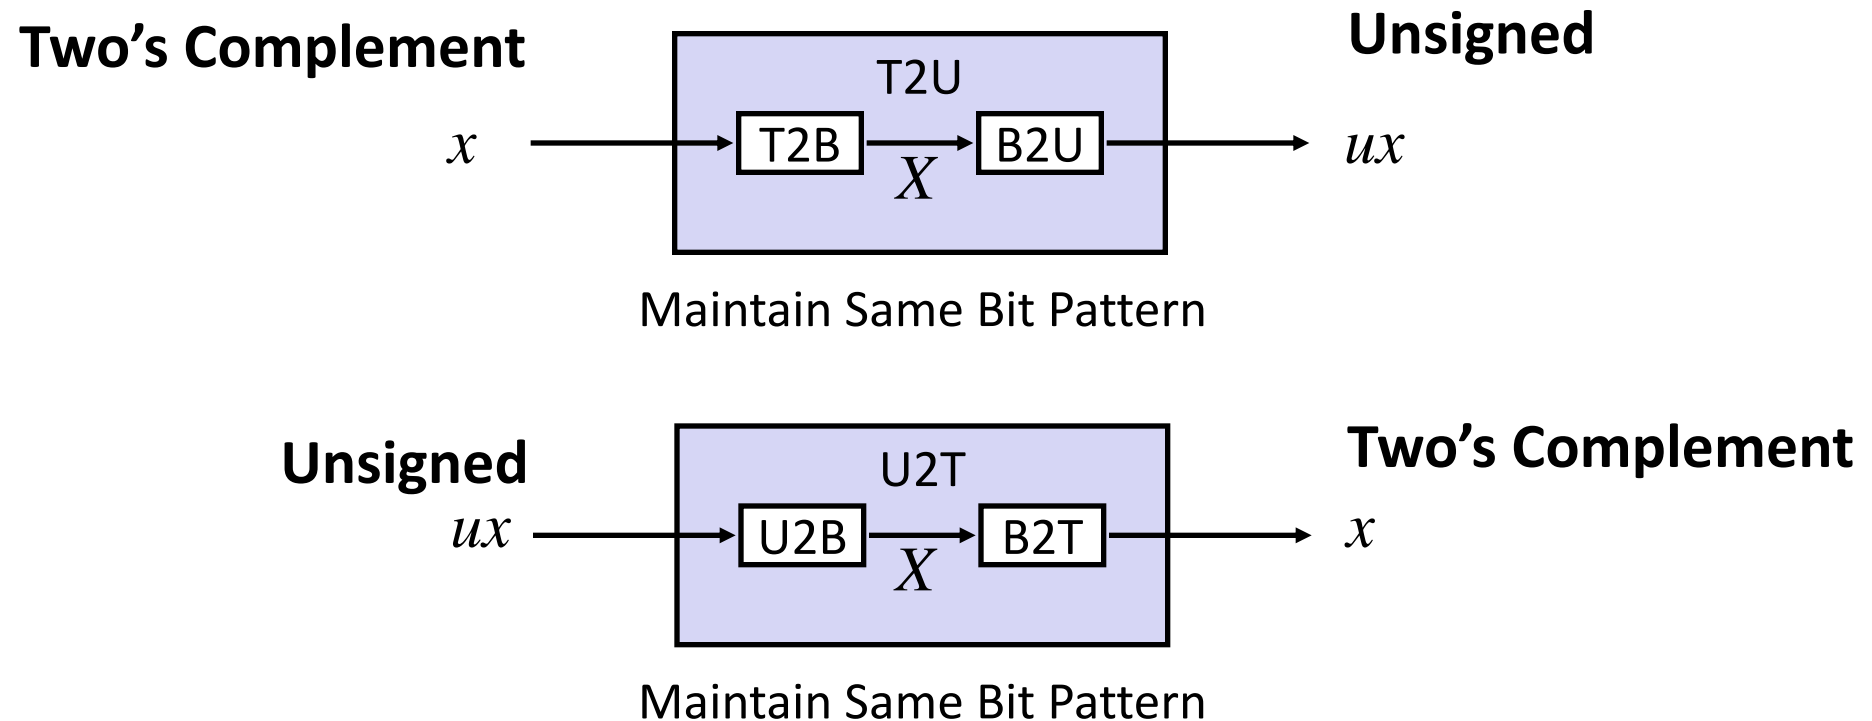 Two’s Complement
Unsigned
T2U
x
T2B
B2U
ux
X
Maintain Same Bit Pattern
Unsigned
Two’s Complement
U2T
ux
U2B
B2T
x
X
Maintain Same Bit Pattern